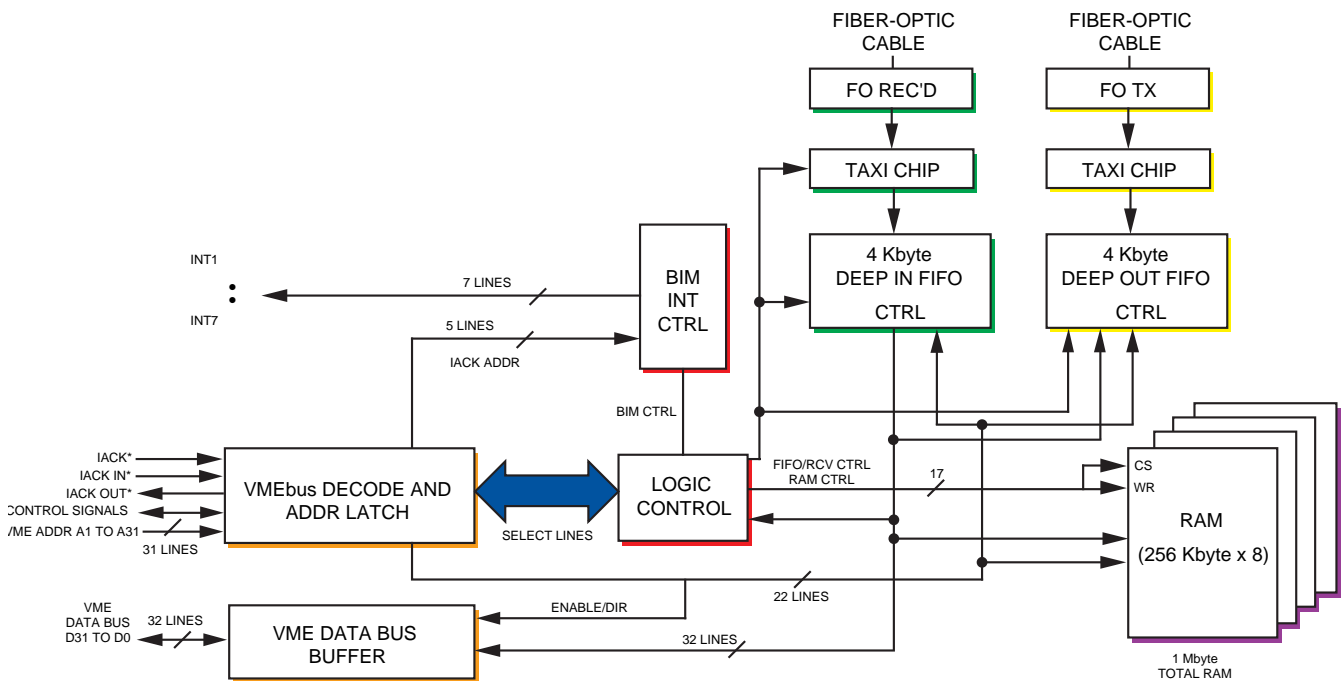 FIBER-OPTIC
CABLE
FIBER-OPTIC
CABLE
FO REC'D
FO TX
TAXI CHIP
TAXI CHIP
4 Kbyte
DEEP IN FIFO
CTRL
4 Kbyte
DEEP OUT FIFO
CTRL
INT1
:
INT7
7 LINES
BIM
INT
CTRL
5 LINES
IACK ADDR
BIM CTRL
IACK*
IACK IN*
IACK OUT*
CONTROL SIGNALS
VME ADDR A1 TO A31
31 LINES
VMEbus DECODE AND
ADDR LATCH
SELECT LINES
LOGIC
CONTROL
FIFO/RCV CTRL
RAM CTRL
17
CS
WR
RAM
(256 Kbyte x 8)
22 LINES
ENABLE/DIR
VME
DATA BUS
D31 TO D0
32 LINES
VME DATA BUS
BUFFER
32 LINES
1 Mbyte
TOTAL RAM